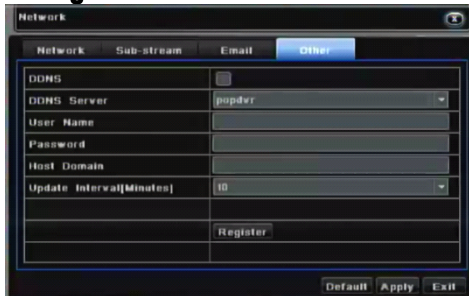 Network
Network Sub-stream Email Other
DDNS
DDNS Server popdvr
User Name
Password
Host Domain
Update Interval[Minutes] 10
Register
Default Apply Exit